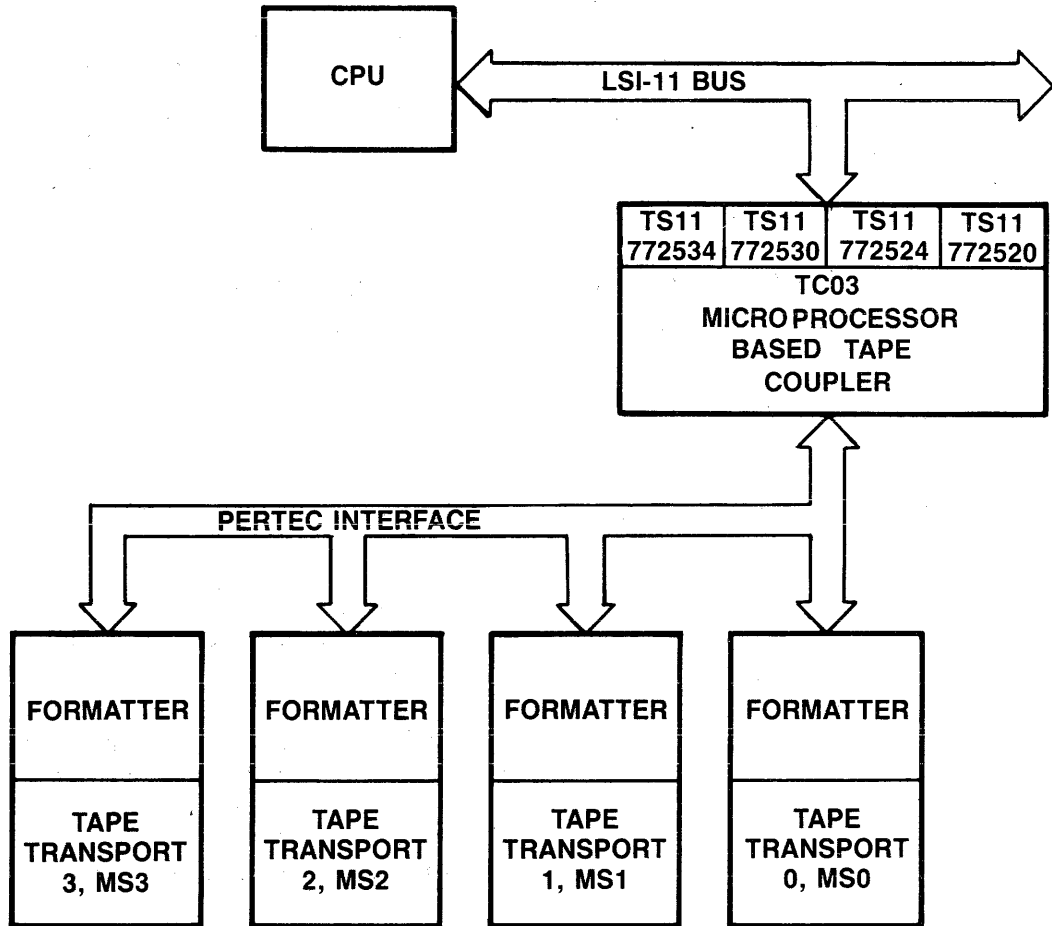 CPU
LSI-11 BUS
TS11 TS11 TS11 TS11
772534 772530 772524 772520
TC03
MICROPROCESSOR
BASED TAPE
COUPLER
PERTEC INTERFACE
FORMATTER FORMATTER FORMATTER FORMATTER
TAPE TAPE TAPE TAPE
TRANSPORT TRANSPORT TRANSPORT TRANSPORT
3, MS3 2, MS2 1, MS1 0, MS0